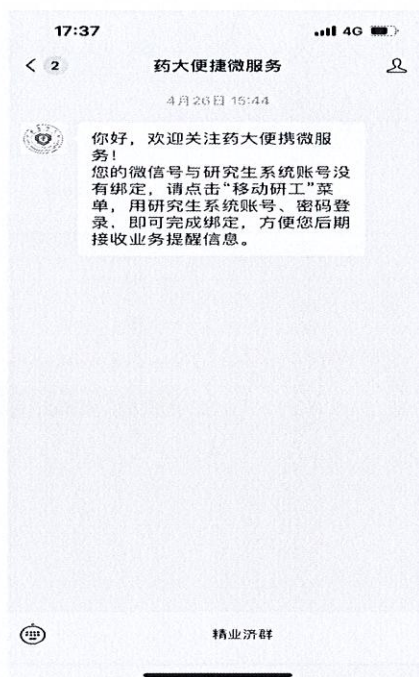 17:37
4G
2
药大便捷微服务
4月26日 15:44
你好，欢迎关注药大便携微服
务！
您的微信号与研究生系统账号没
有绑定，请点击“移动研工”菜
单，用研究生系统账号、密码登
录，即可完成绑定，方便您后期
接收业务提醒信息。
精业济群